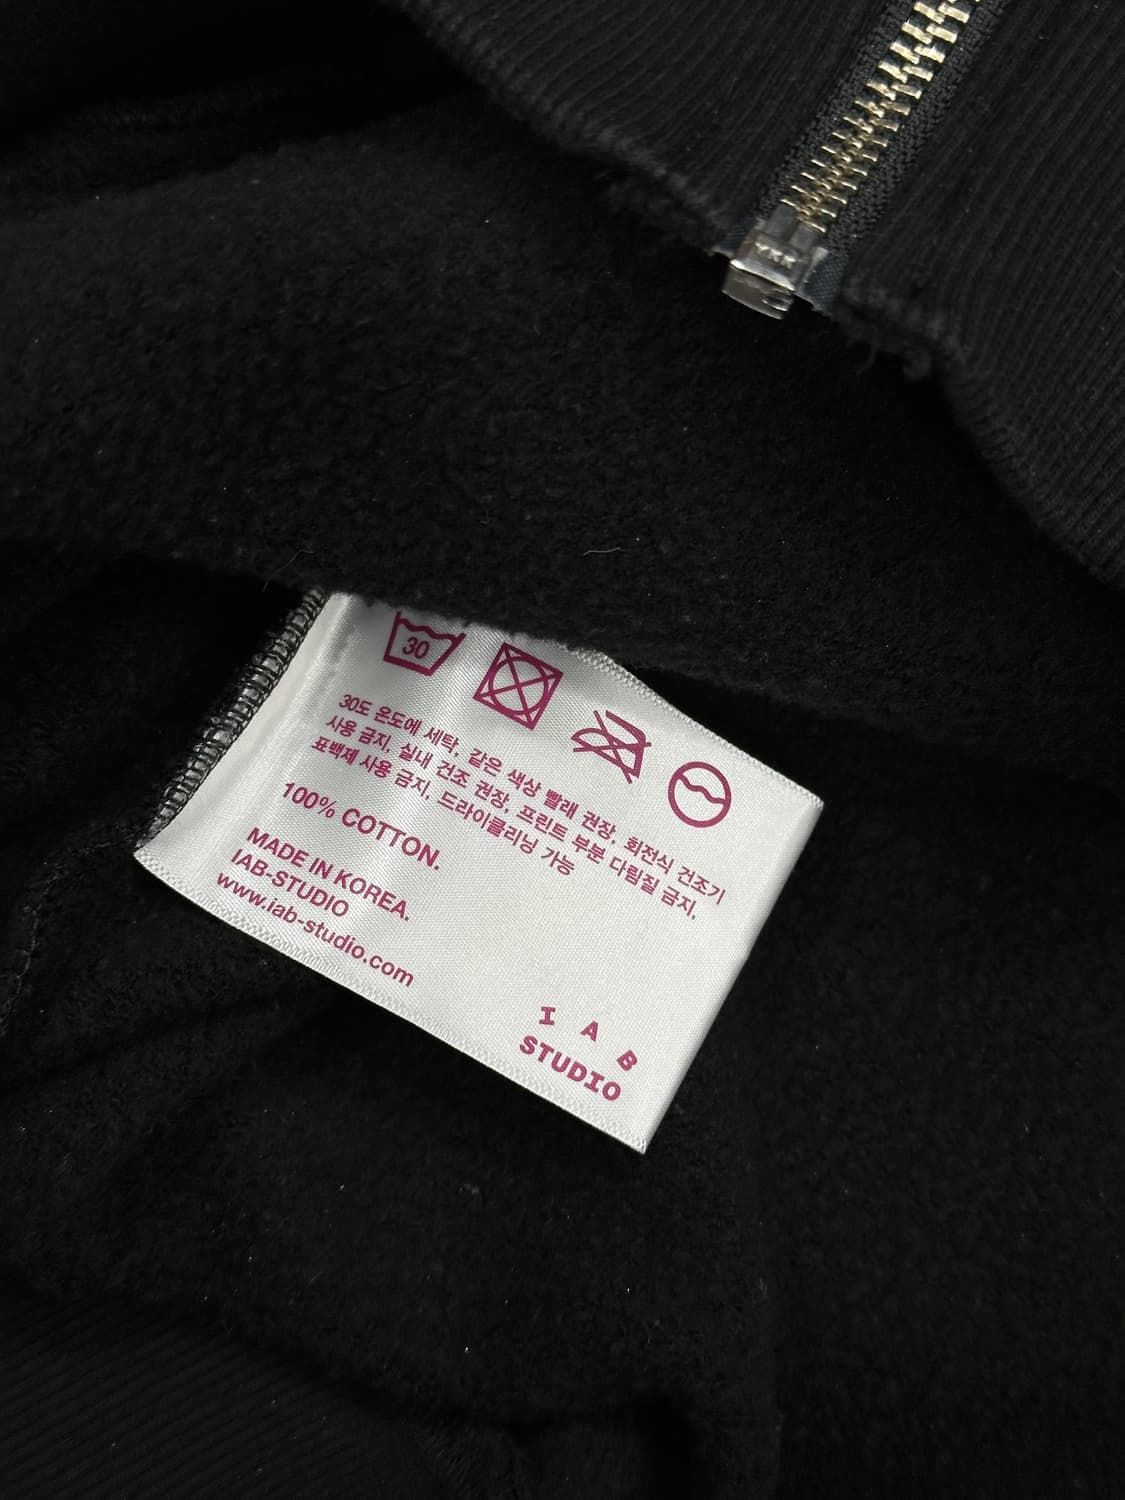 YKK
30
30도 온도에 세탁, 같은 색상 빨래 권장, 회전식 건조기
사용 금지, 실내 건조 권장, 프린트 부분 다림질 금지,
표백제 사용 금지, 드라이클리닝 가능
100% COTTON.
MADE IN KOREA.
IAB-STUDIO
www.iab-studio.com
I A B
STUDIO